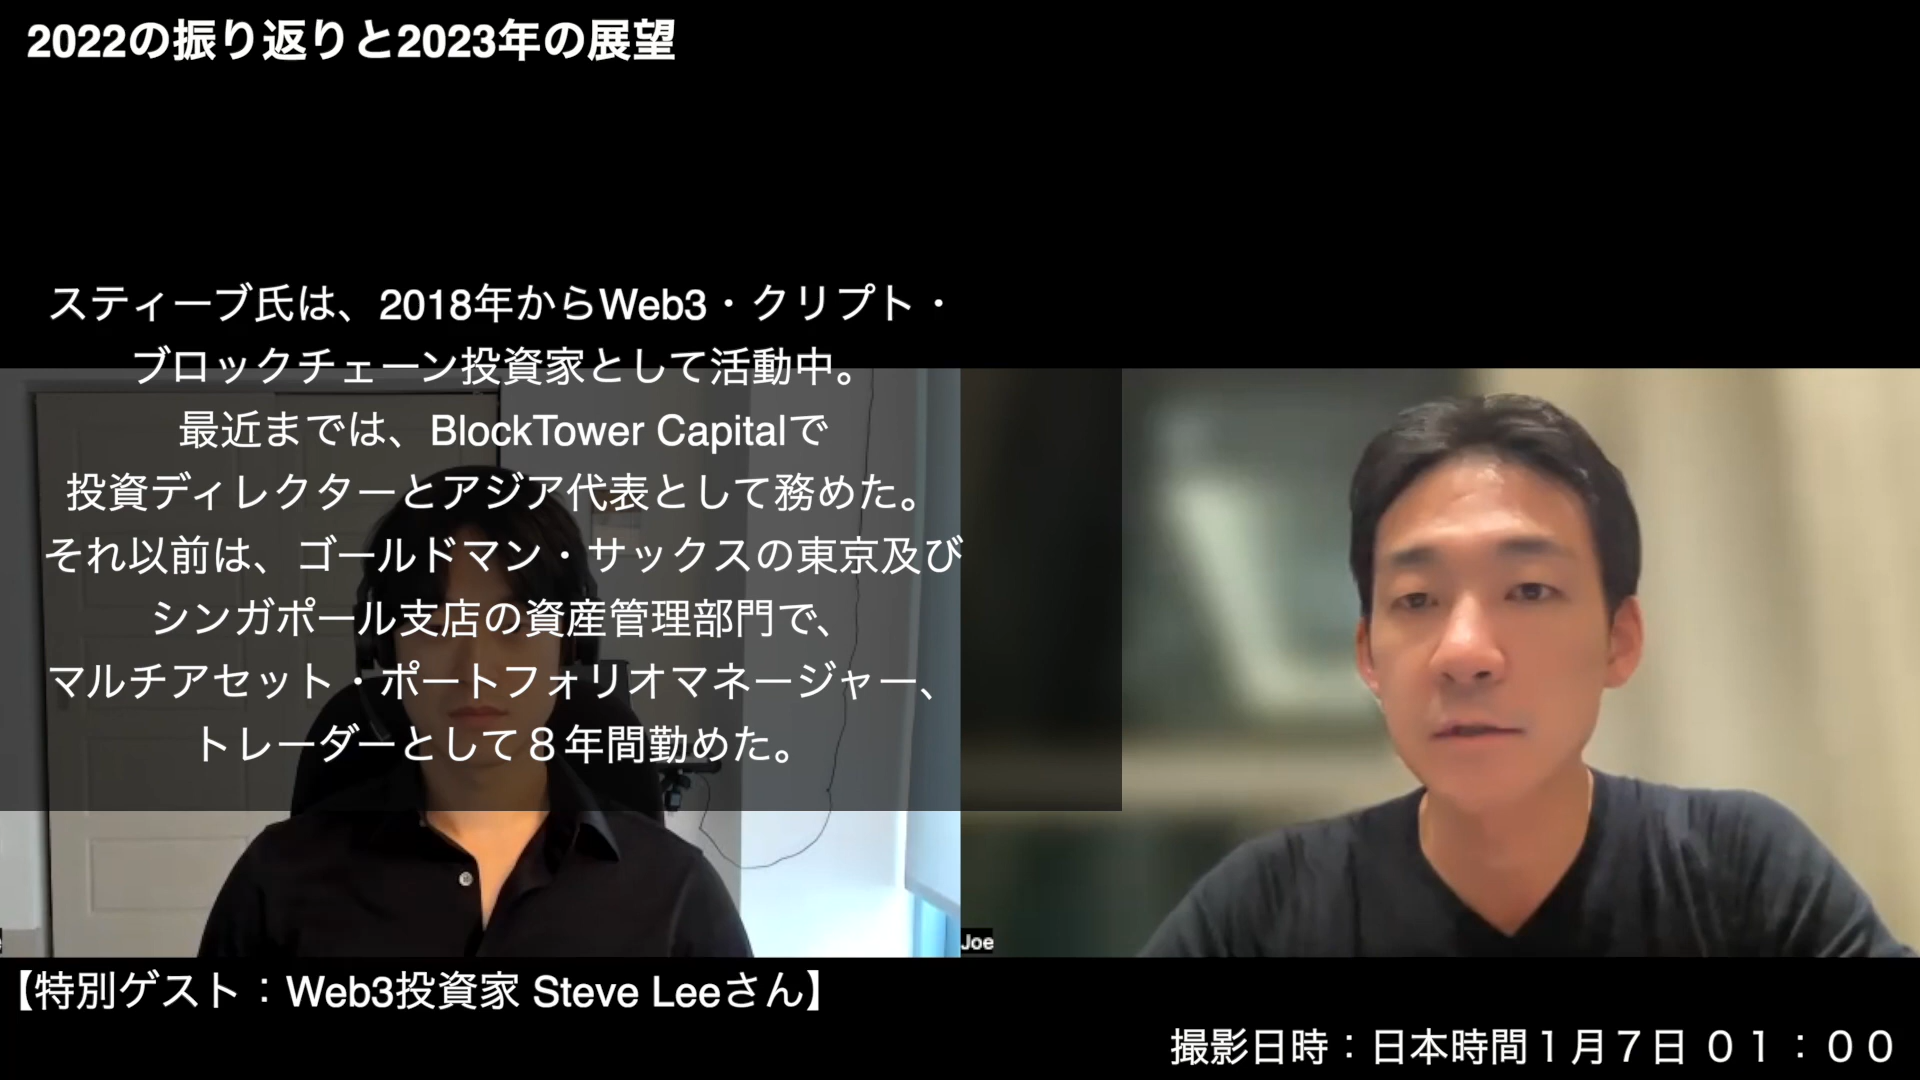 2022の振り返りと2023年の展望
スティーブ氏は、2018年からWeb3・クリプト・
ブロックチェーン投資家として活動中。
最近までは、BlockTower Capitalで
投資ディレクターとアジア代表として務めた。
それ以前は、ゴールドマン・サックスの東京及び
シンガポール支店の資産管理部門で、
マルチアセット・ポートフォリオマネージャー、
トレーダーとして８年間勤めた。
Joe
【特別ゲスト：Web3投資家 Steve Leeさん】
撮影日時：日本時間１月７日 ０１：００